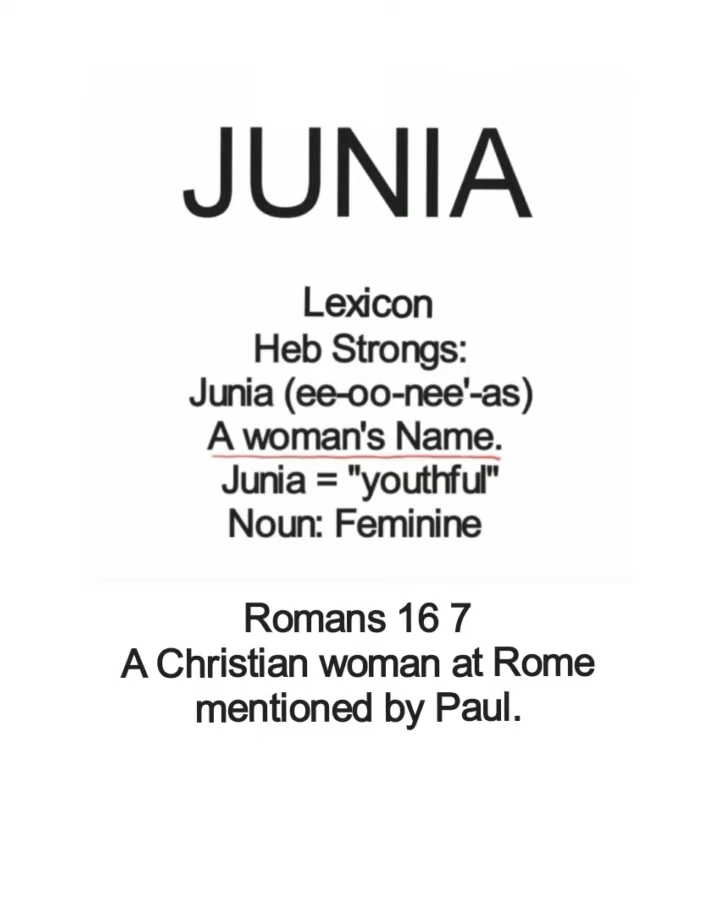 JUNIA
Lexicon
Heb Strongs:
Junia (ee-oo-nee'-as)
A woman's Name.
Junia = "youthful"
Noun: Feminine
Romans 16 7
A Christian woman at Rome
mentioned by Paul.